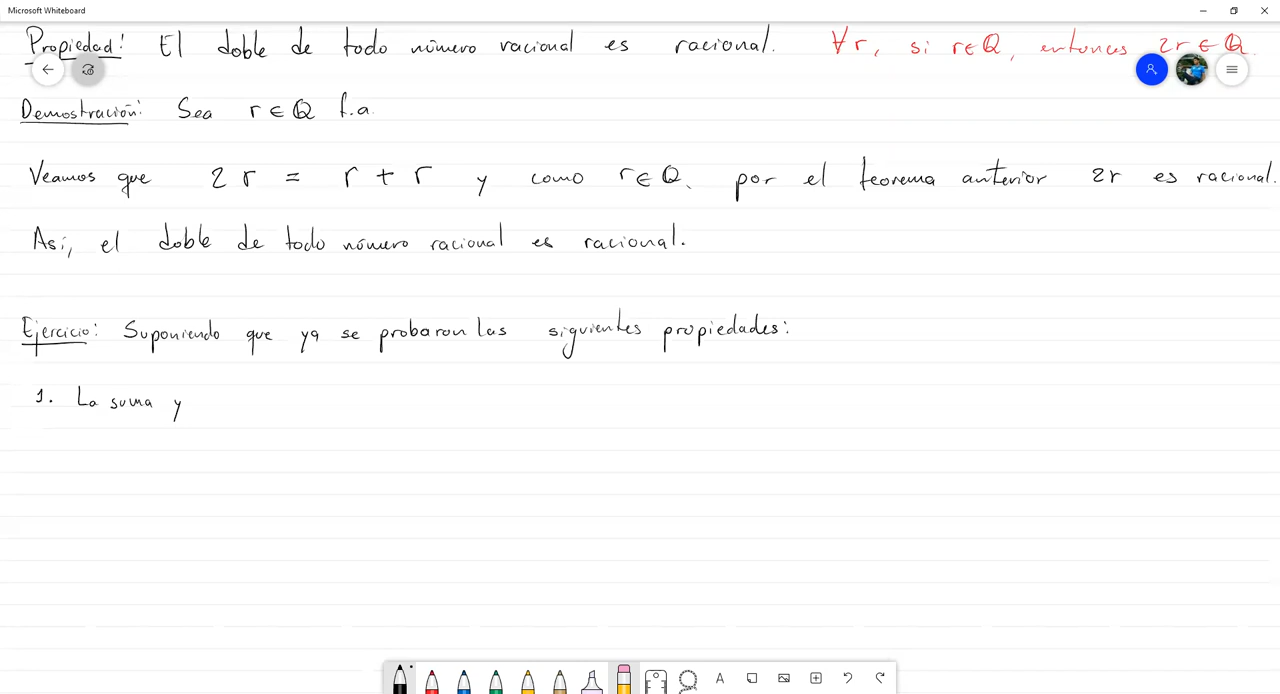 Microsoft Whiteboard
Propiedad: El doble de todo número racional es racional. ∀r, si r∈ℚ, entonces 2r∈ℚ.
Demostración: Sea r∈ℚ f.a.
Veamos que 2r = r + r y como r∈ℚ, por el teorema anterior 2r es racional.
Así, el doble de todo número racional es racional.
Ejercicio: Suponiendo que ya se probaron las siguientes propiedades:
1. La suma y